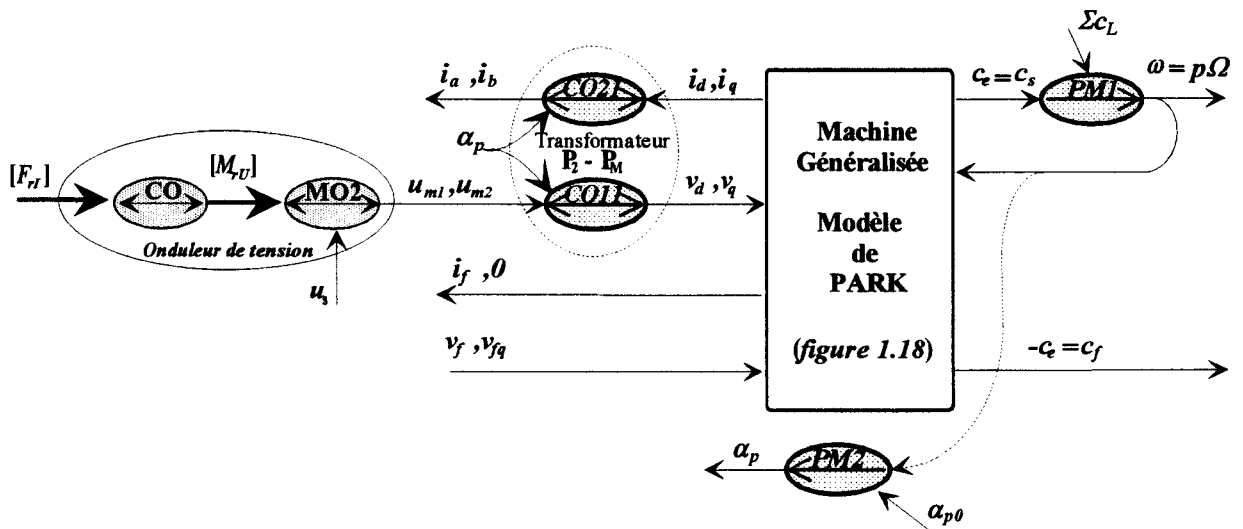 Σc_L
i_a ,i_b
CO21
i_d,i_q
c_e=c_s
PM1
ω=pΩ
α_p
Transformateur
P_2 - P_M
Machine
Généralisée
[F_rI]
CO
[M_rU]
MO2
u_m1,u_m2
CO11
v_d ,v_q
Modèle
de
PARK
Onduleur de tension
u_s
i_f ,0
v_f ,v_fq
(figure 1.18)
-c_e=c_f
α_p
PM2
α_p0